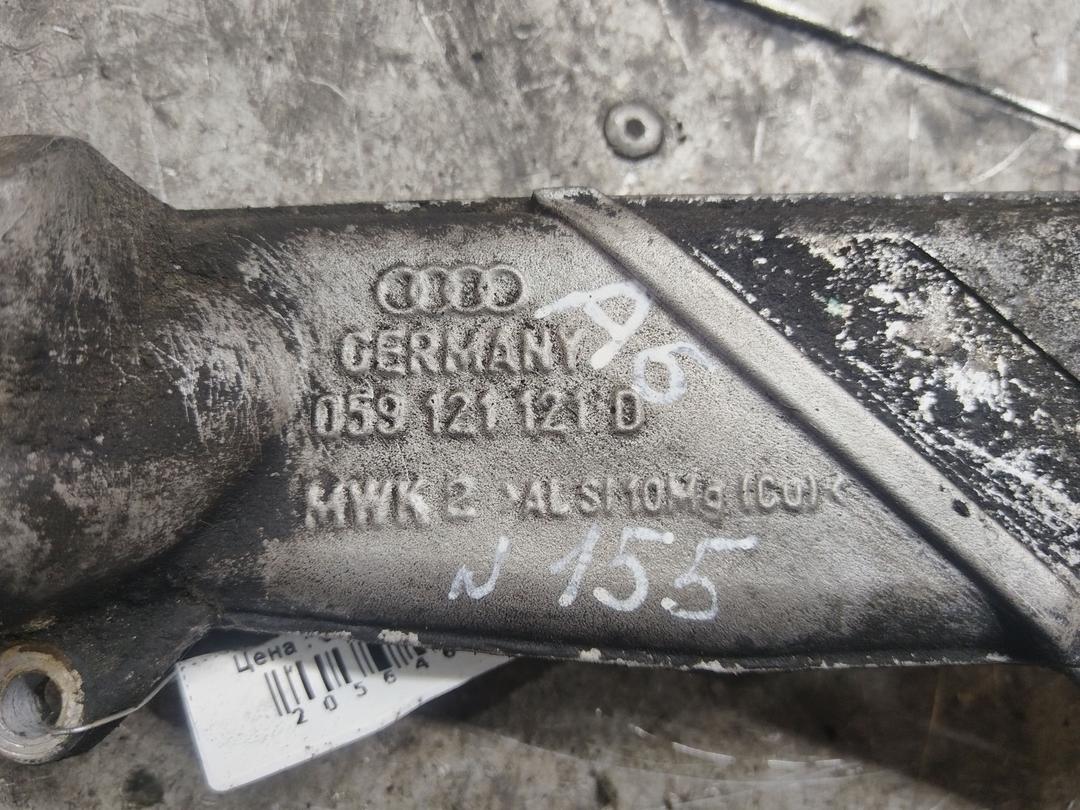 GERMANY
059 121 121 D
MWK 2 >ALSI10Mg(Cu)<
A6
N 155
Цена
2056